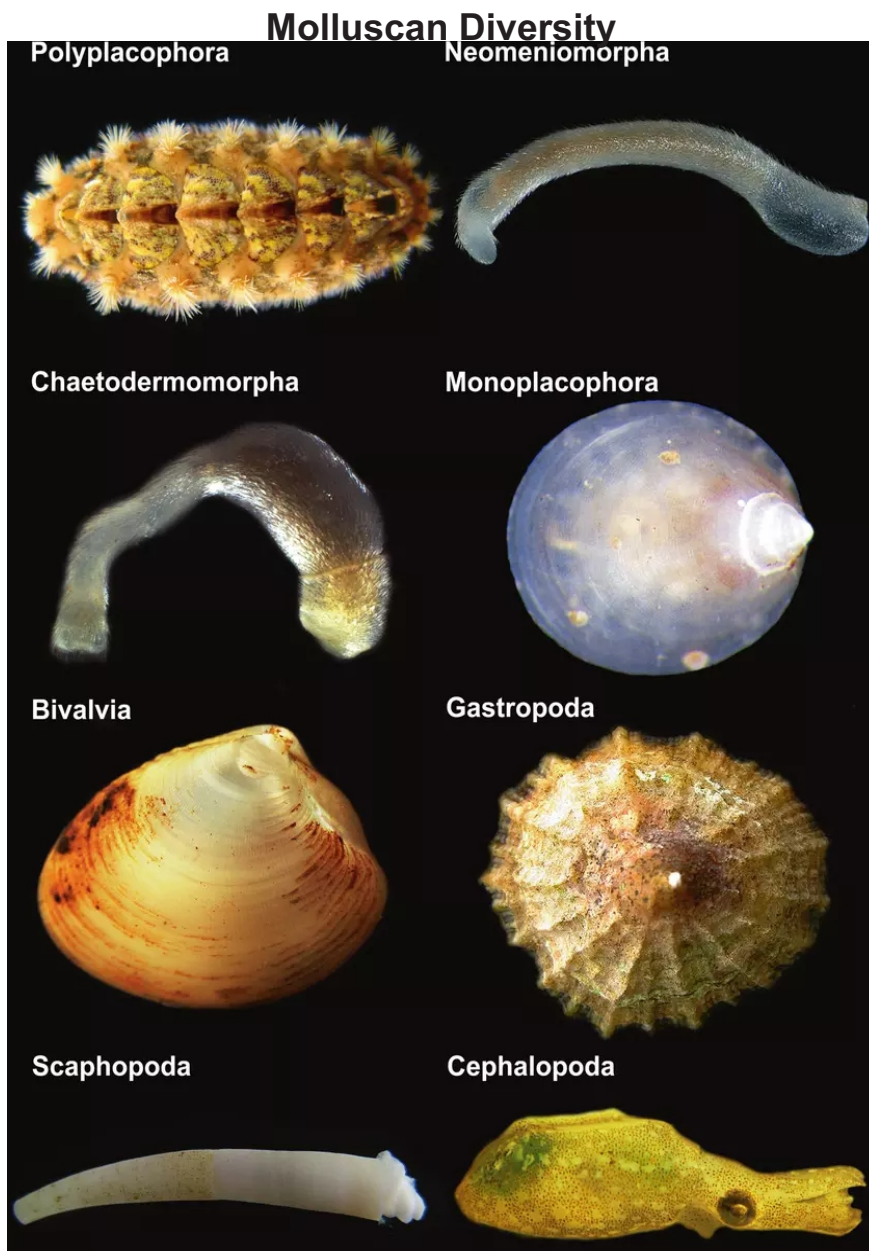 Molluscan Diversity
Polyplacophora
Neomeniomorpha
Chaetodermomorpha
Monoplacophora
Bivalvia
Gastropoda
Scaphopoda
Cephalopoda